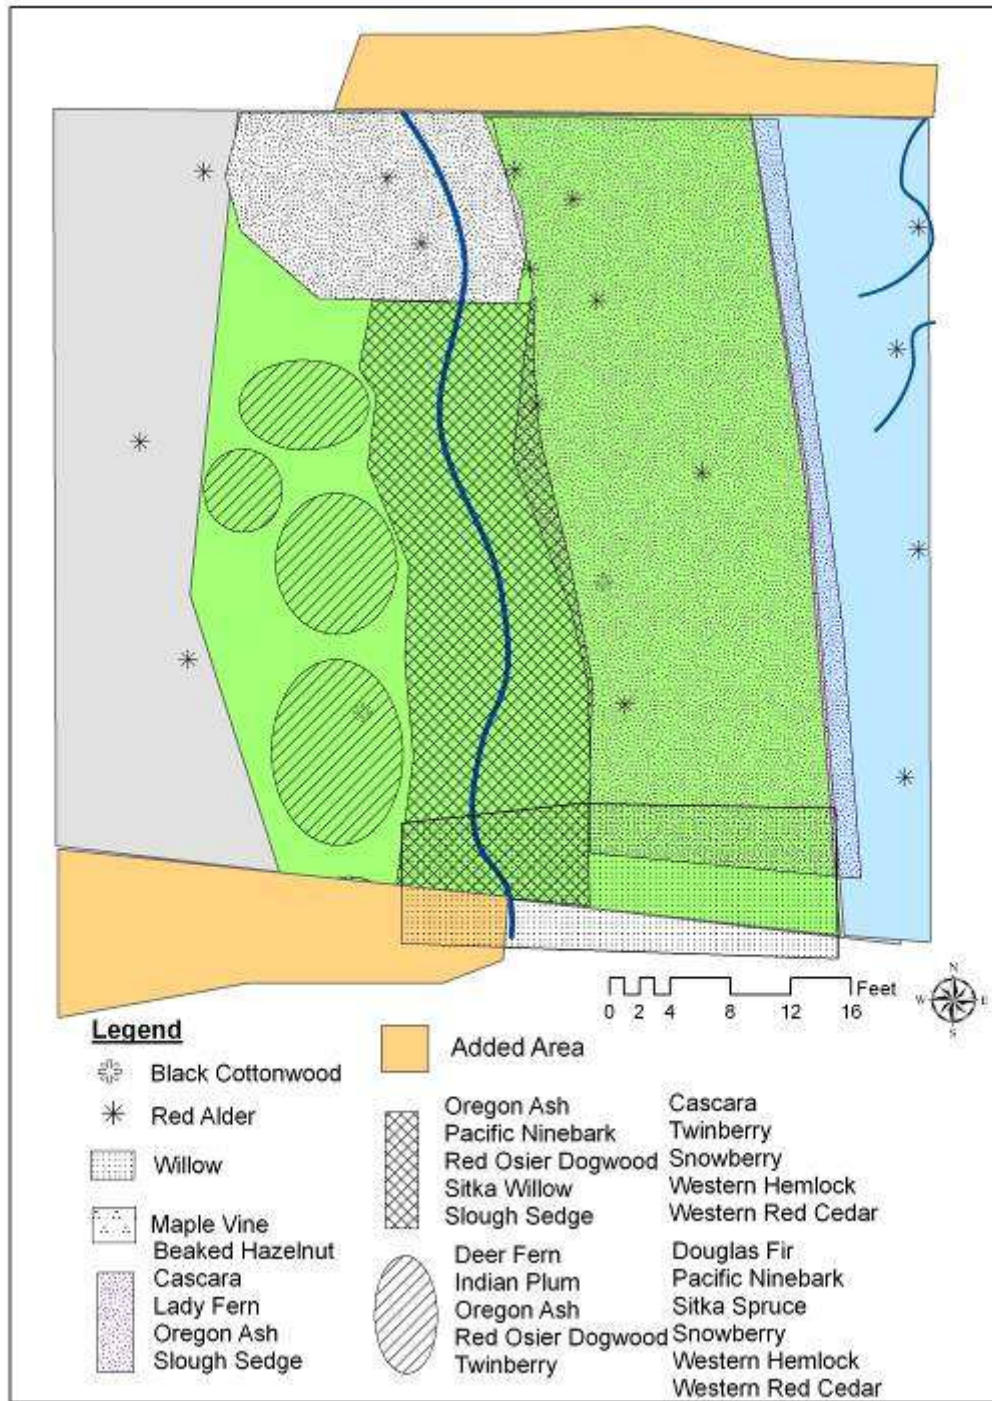 Feet
0 2 4 8 12 16
N
W E
S
Legend
Black Cottonwood
Red Alder
Willow
Maple Vine
Beaked Hazelnut
Cascara
Lady Fern
Oregon Ash
Slough Sedge
Added Area
Oregon Ash
Pacific Ninebark
Red Osier Dogwood
Sitka Willow
Slough Sedge
Cascara
Twinberry
Snowberry
Western Hemlock
Western Red Cedar
Deer Fern
Indian Plum
Oregon Ash
Red Osier Dogwood
Twinberry
Douglas Fir
Pacific Ninebark
Sitka Spruce
Snowberry
Western Hemlock
Western Red Cedar